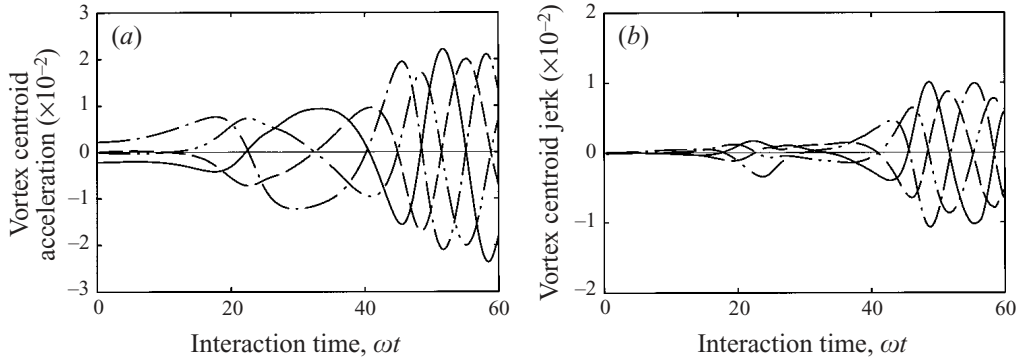 (a)
Vortex centroid
acceleration (×10−2)
3
2
1
0
−1
−2
−3
0
20
40
60
Interaction time, ωt
(b)
Vortex centroid jerk (×10−2)
2
1
0
−1
−2
0
20
40
60
Interaction time, ωt